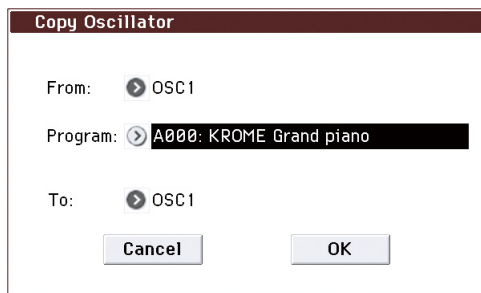 Copy Oscillator
From: OSC1
Program: A000: KROME Grand piano
To: OSC1
Cancel OK